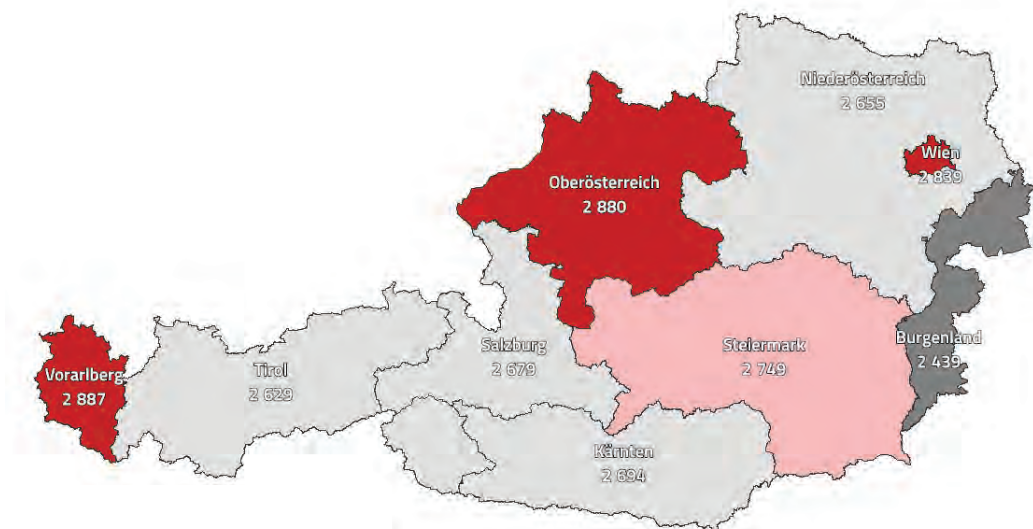 Niederösterreich
2 655
Wien
2 839
Oberösterreich
2 880
Burgenland
2 439
Steiermark
2 749
Salzburg
2 679
Tirol
2 629
Vorarlberg
2 887
Kärnten
2 694